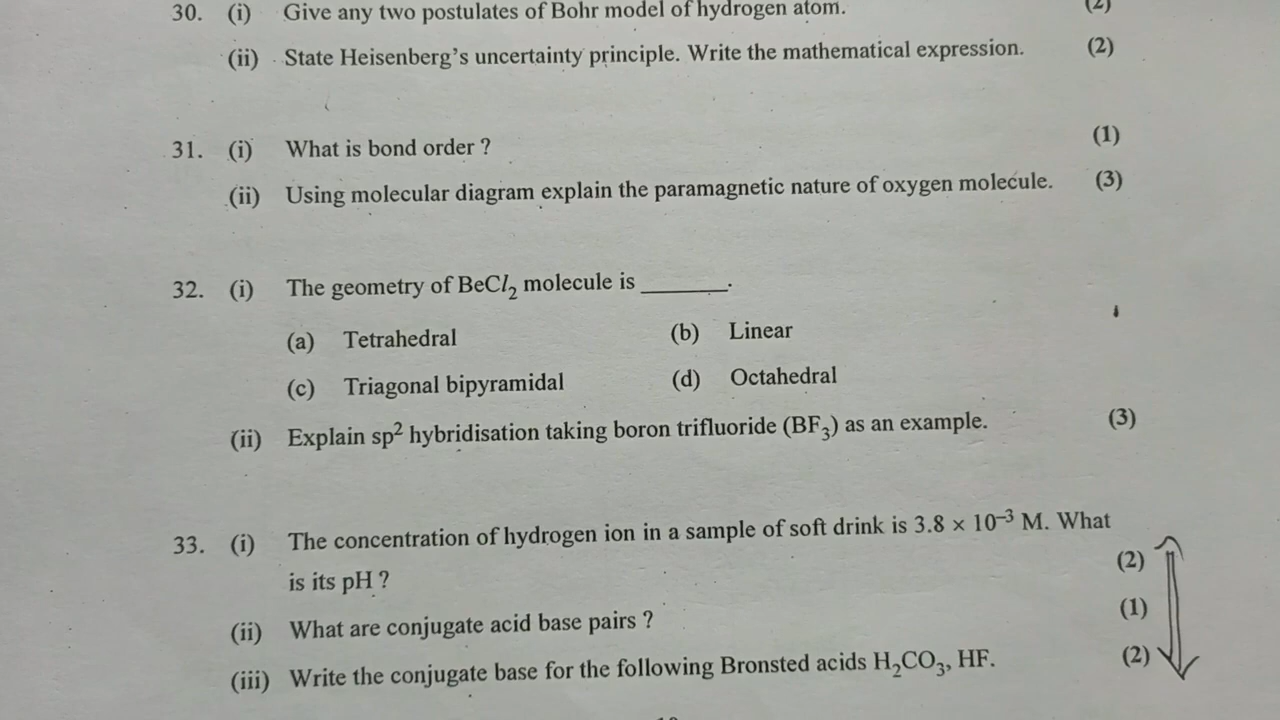 30. (i) Give any two postulates of Bohr model of hydrogen atom. (2)
(ii) State Heisenberg's uncertainty principle. Write the mathematical expression. (2)
31. (i) What is bond order ? (1)
(ii) Using molecular diagram explain the paramagnetic nature of oxygen molecule. (3)
32. (i) The geometry of BeCl₂ molecule is ______.
(a) Tetrahedral (b) Linear
(c) Triagonal bipyramidal (d) Octahedral
(ii) Explain sp² hybridisation taking boron trifluoride (BF₃) as an example. (3)
33. (i) The concentration of hydrogen ion in a sample of soft drink is 3.8 × 10⁻³ M. What
is its pH ? (2)
(ii) What are conjugate acid base pairs ? (1)
(iii) Write the conjugate base for the following Bronsted acids H₂CO₃, HF. (2)